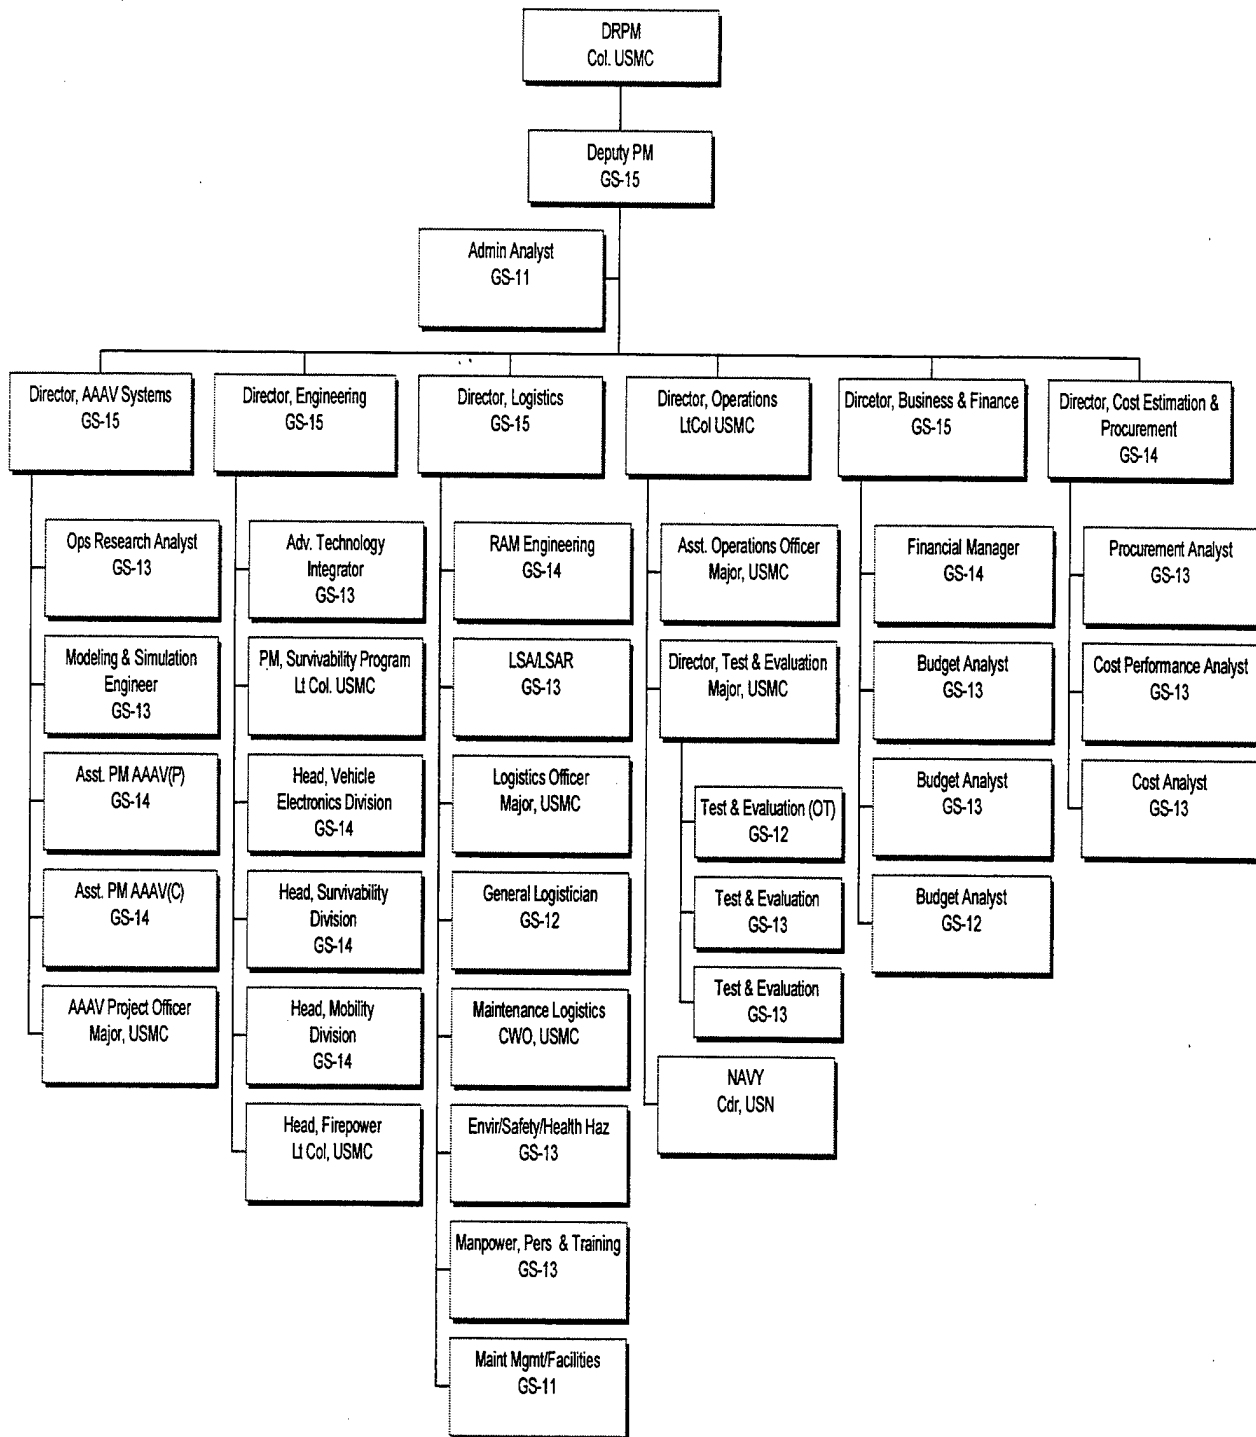 DRPM
Col. USMC
Deputy PM
GS-15
Admin Analyst
GS-11
Director, AAAV Systems
GS-15
Ops Research Analyst
GS-13
Modeling & Simulation
Engineer
GS-13
Asst. PM AAAV(P)
GS-14
Asst. PM AAAV(C)
GS-14
AAAV Project Officer
Major, USMC
Director, Engineering
GS-15
Adv. Technology
Integrator
GS-13
PM, Survivability Program
Lt Col. USMC
Head, Vehicle
Electronics Division
GS-14
Head, Survivability
Division
GS-14
Head, Mobility
Division
GS-14
Head, Firepower
Lt Col, USMC
Director, Logistics
GS-15
RAM Engineering
GS-14
LSA/LSAR
GS-13
Logistics Officer
Major, USMC
General Logistician
GS-12
Maintenance Logistics
CWO, USMC
Envir/Safety/Health Haz
GS-13
Manpower, Pers & Training
GS-13
Maint Mgmt/Facilities
GS-11
Director, Operations
LtCol USMC
Asst. Operations Officer
Major, USMC
Director, Test & Evaluation
Major, USMC
Test & Evaluation (OT)
GS-12
Test & Evaluation
GS-13
Test & Evaluation
GS-13
NAVY
Cdr, USN
Dircetor, Business & Finance
GS-15
Financial Manager
GS-14
Budget Analyst
GS-13
Budget Analyst
GS-13
Budget Analyst
GS-12
Director, Cost Estimation &
Procurement
GS-14
Procurement Analyst
GS-13
Cost Performance Analyst
GS-13
Cost Analyst
GS-13